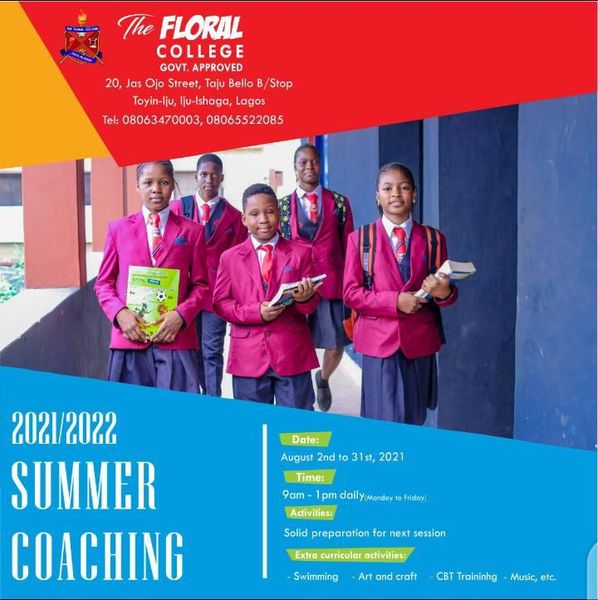 The FLORAL
COLLEGE
GOVT. APPROVED
20, Jas Ojo Street, Taju Bello B/Stop
Toyin-Iju, Iju-Ishaga, Lagos
Tel: 08063470003, 08065522085
2021/2022
SUMMER
COACHING
Date:
August 2nd to 31st, 2021
Time:
9am - 1pm daily(Monday to Friday)
Activities:
Solid preparation for next session
Extra curricular activities:
- Swimming - Art and craft - CBT Traininhg - Music, etc.